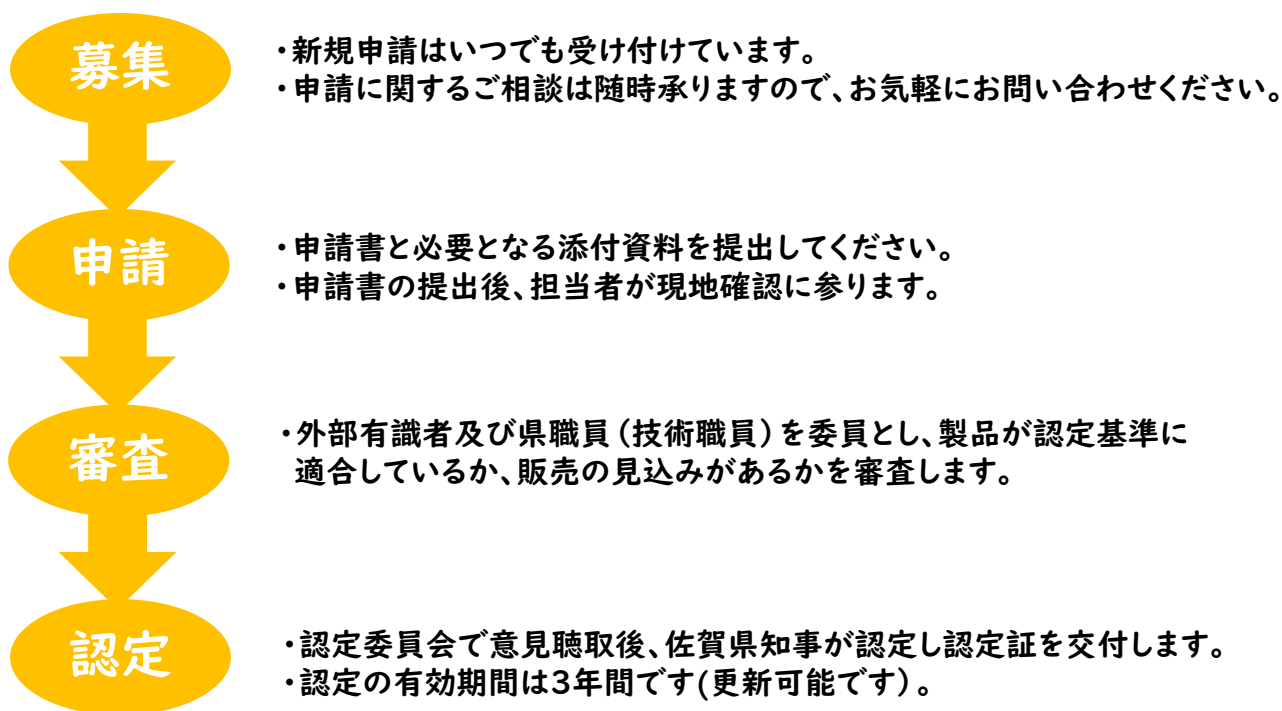 募集
・新規申請はいつでも受け付けています。
・申請に関するご相談は随時承りますので、お気軽にお問い合わせください。
申請
・申請書と必要となる添付資料を提出してください。
・申請書の提出後、担当者が現地確認に参ります。
審査
・外部有識者及び県職員（技術職員）を委員とし、製品が認定基準に
適合しているか、販売の見込みがあるかを審査します。
認定
・認定委員会で意見聴取後、佐賀県知事が認定し認定証を交付します。
・認定の有効期間は3年間です(更新可能です）。